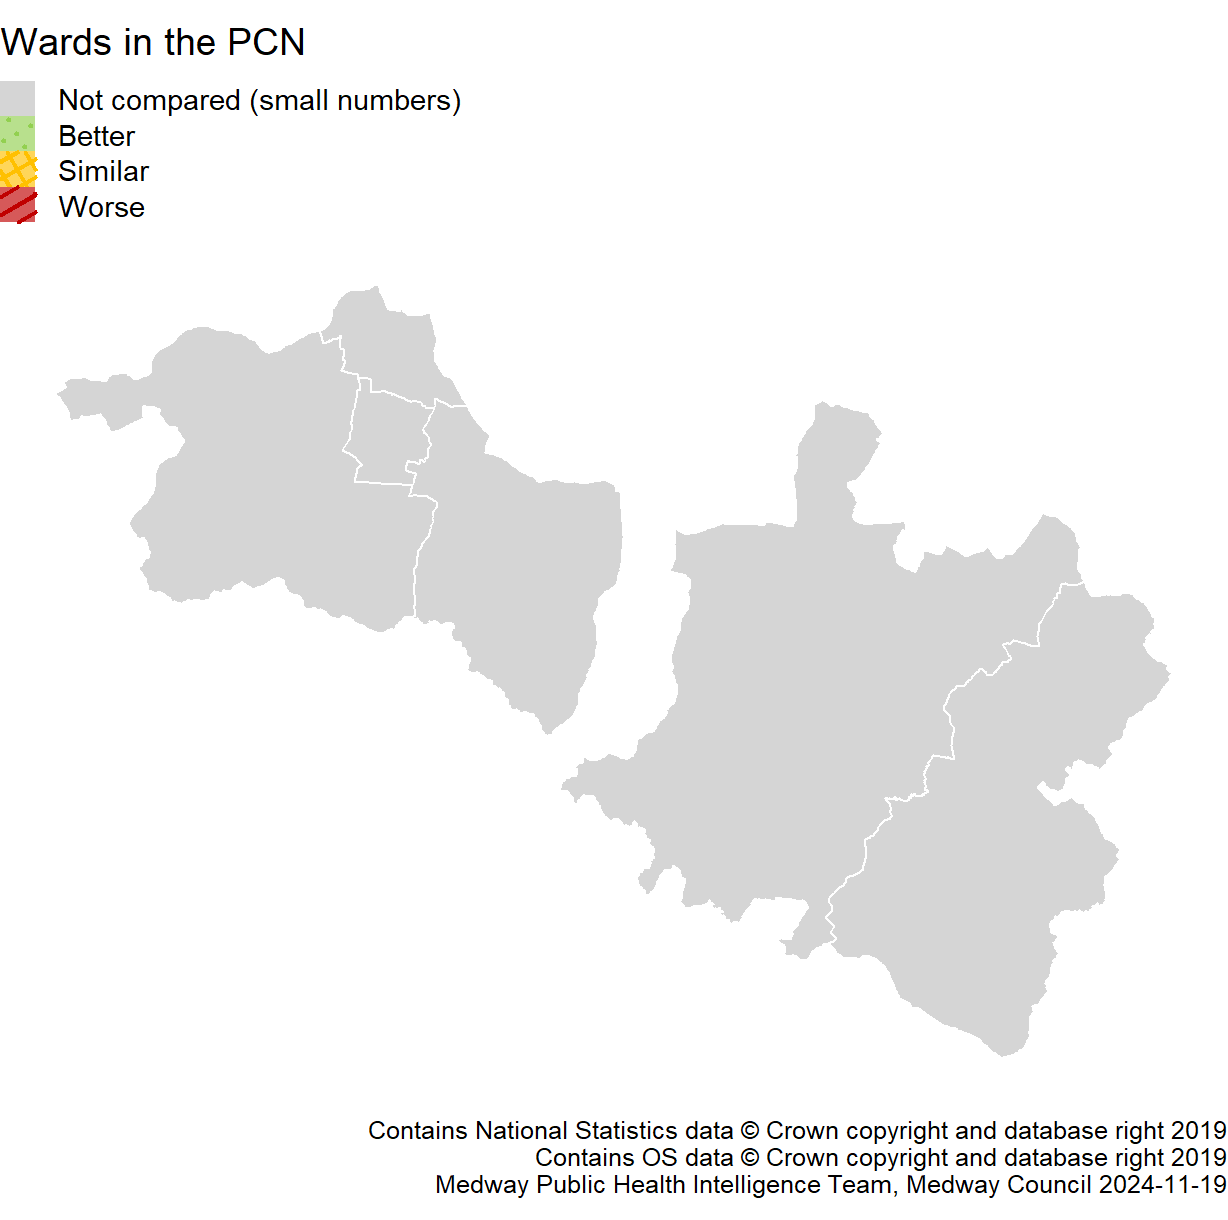 Wards in the PCN
Not compared (small numbers)
Better
Similar
Worse
Contains National Statistics data © Crown copyright and database right 2019
Contains OS data © Crown copyright and database right 2019
Medway Public Health Intelligence Team, Medway Council 2024-11-19